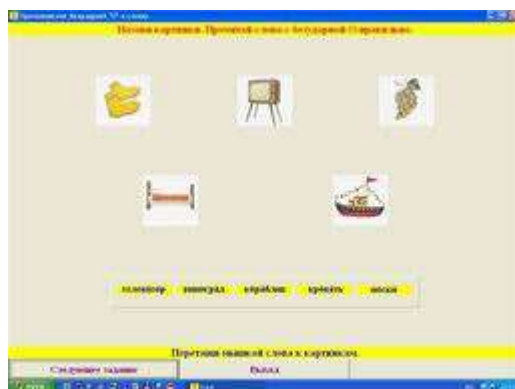 Назови картинки. Прочитай слова с безударной О правильно.
телевизор виноград кораблик кровать носки
Перетащи мышкой слова к картинкам.
Следующее задание Выход